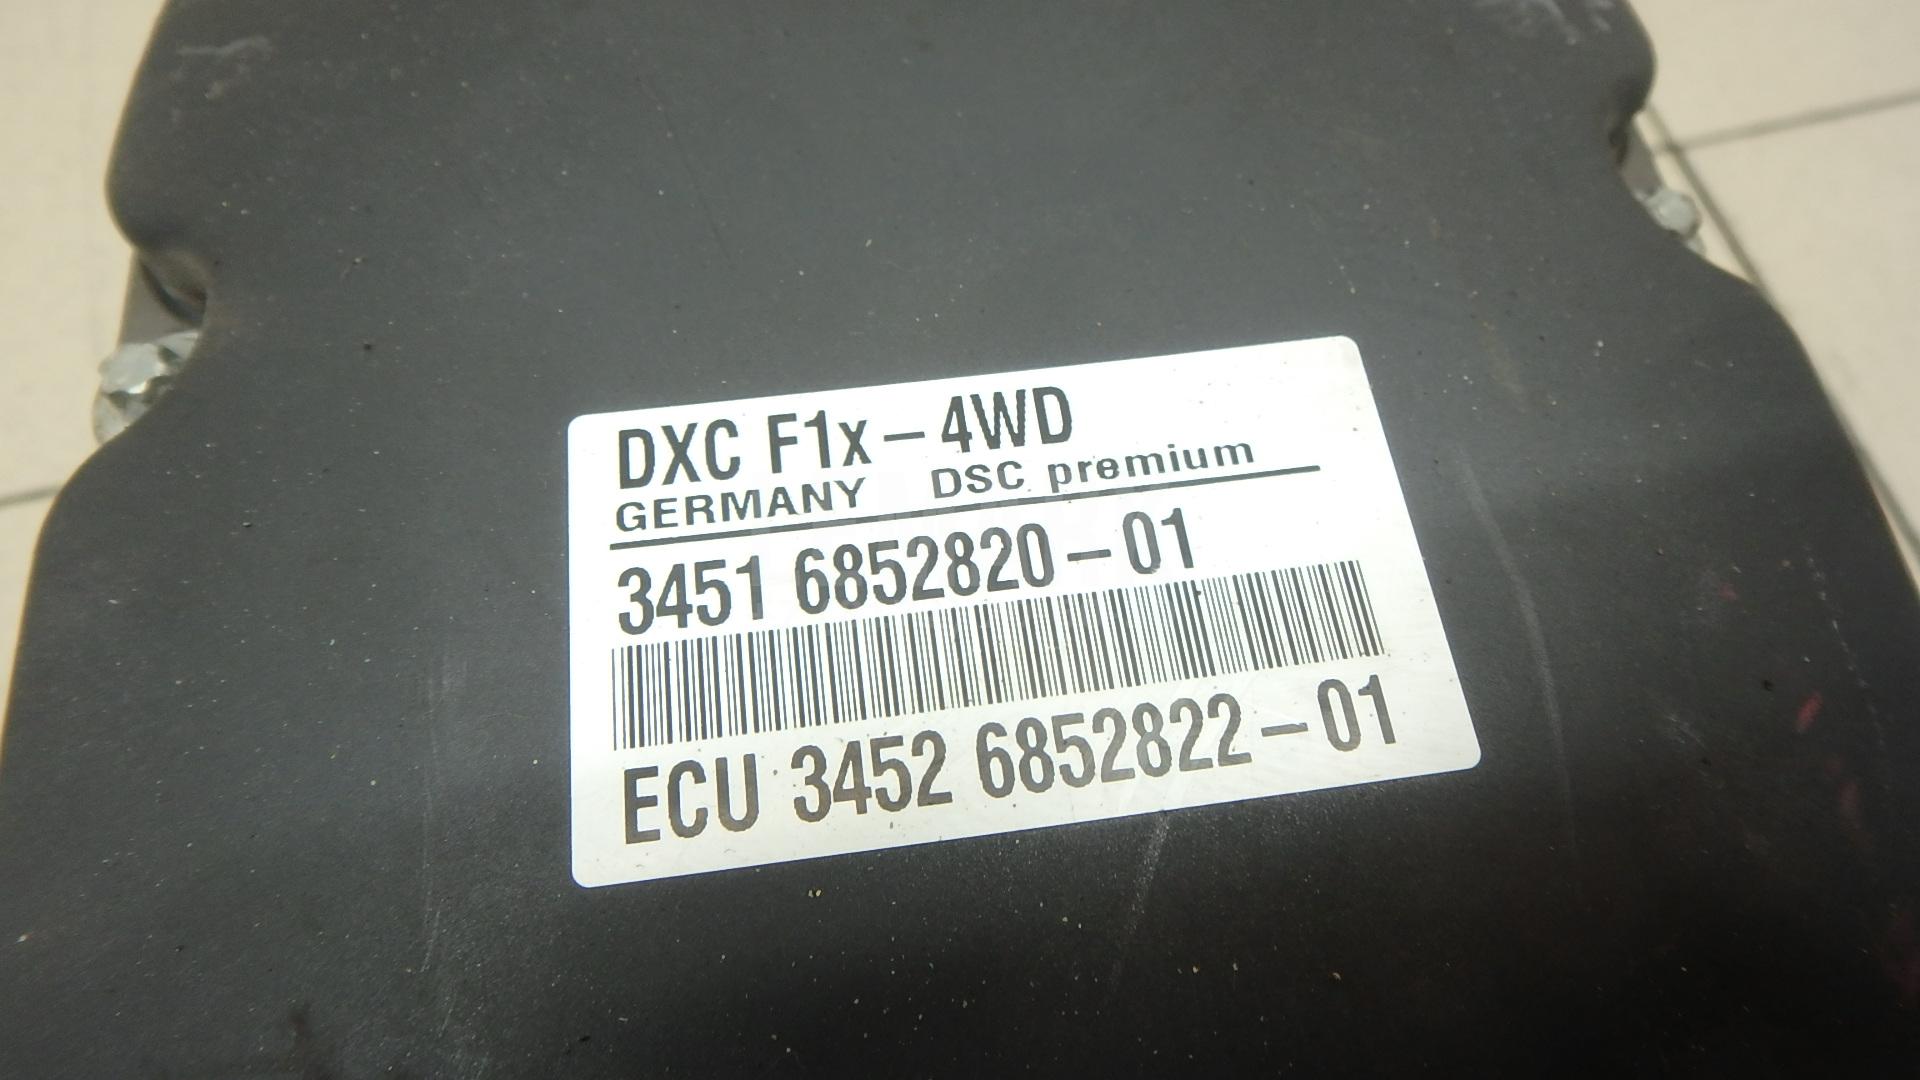 DXC F1x-4WD
GERMANY DSC premium
3451 6852820-01
ECU 3452 6852822-01